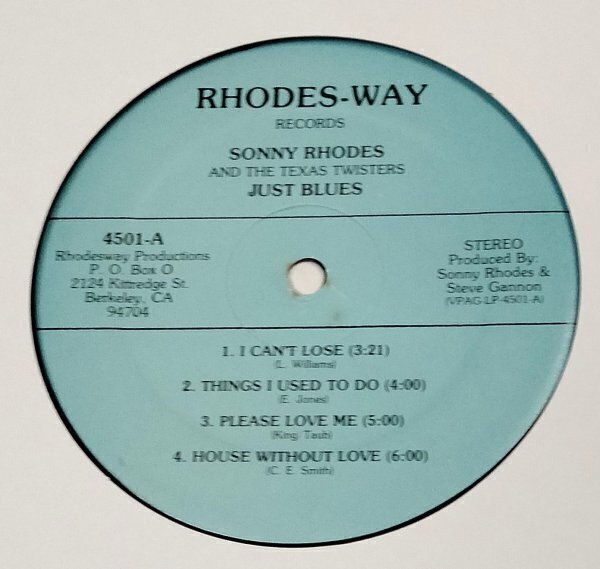 RHODES-WAY
RECORDS
SONNY RHODES
AND THE TEXAS TWISTERS
JUST BLUES
4501-A
Rhodesway Productions
P. O. Box O
2124 Kittredge St.
Berkeley, CA
94704
STEREO
Produced By:
Sonny Rhodes &
Steve Gannon
(VPAG-LP-4501-A)
1. I CAN'T LOSE (3:21)
(L. Williams)
2. THINGS I USED TO DO (4:00)
(E. Jones)
3. PLEASE LOVE ME (5:00)
(King/Taub)
4. HOUSE WITHOUT LOVE (6:00)
(C. E. Smith)